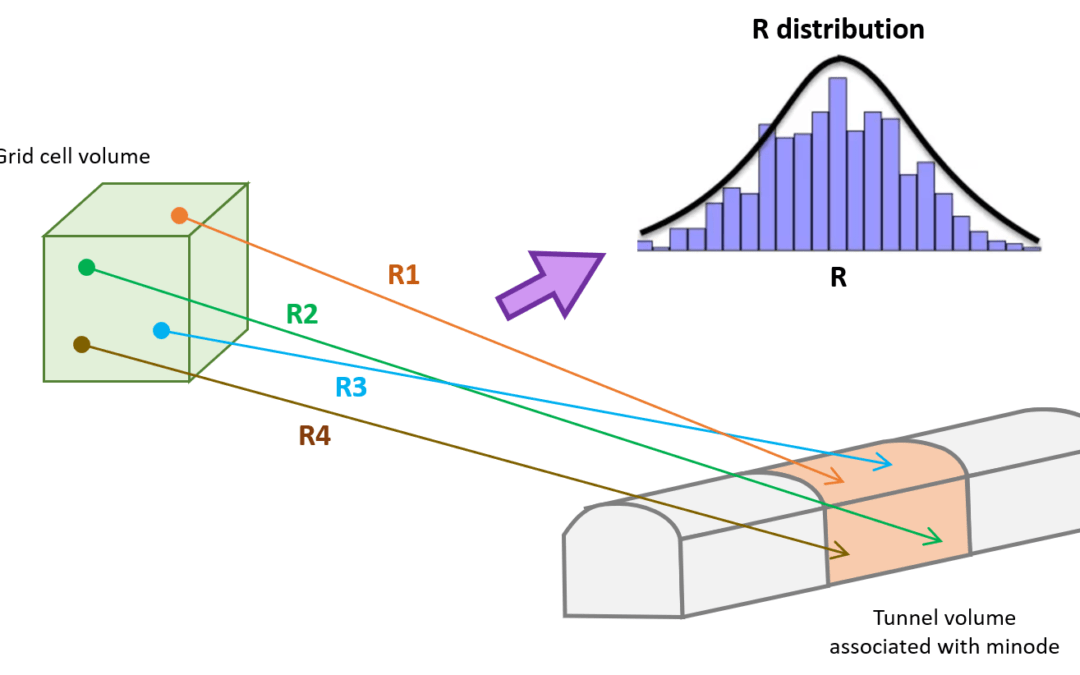 R distribution
Grid cell volume
R1
R
R2
R3
R4
Tunnel volume
associated with minode